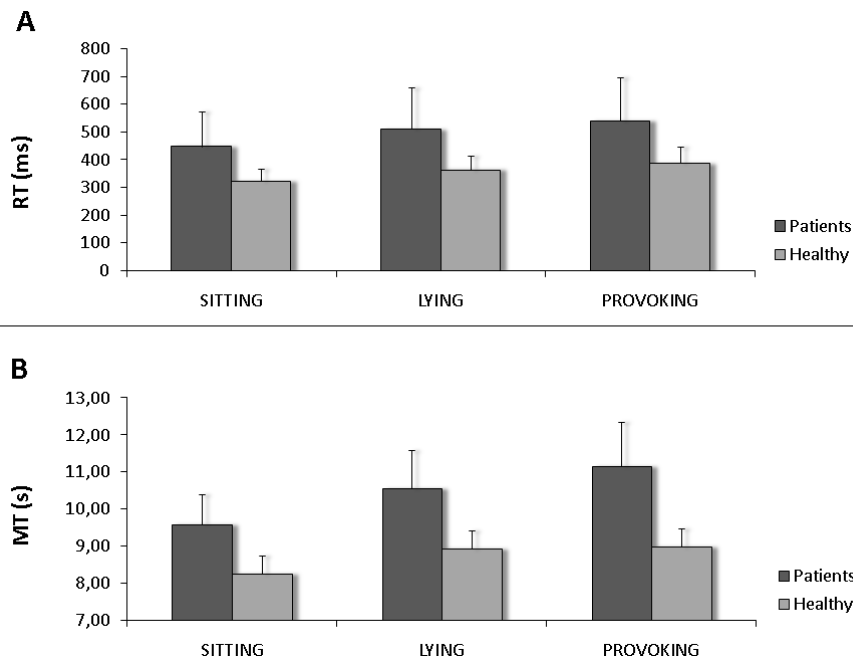 A
RT (ms)
800
700
600
500
400
300
200
100
0
SITTING LYING PROVOKING
Patients
Healthy
B
MT (s)
13,00
12,00
11,00
10,00
9,00
8,00
7,00
SITTING LYING PROVOKING
Patients
Healthy